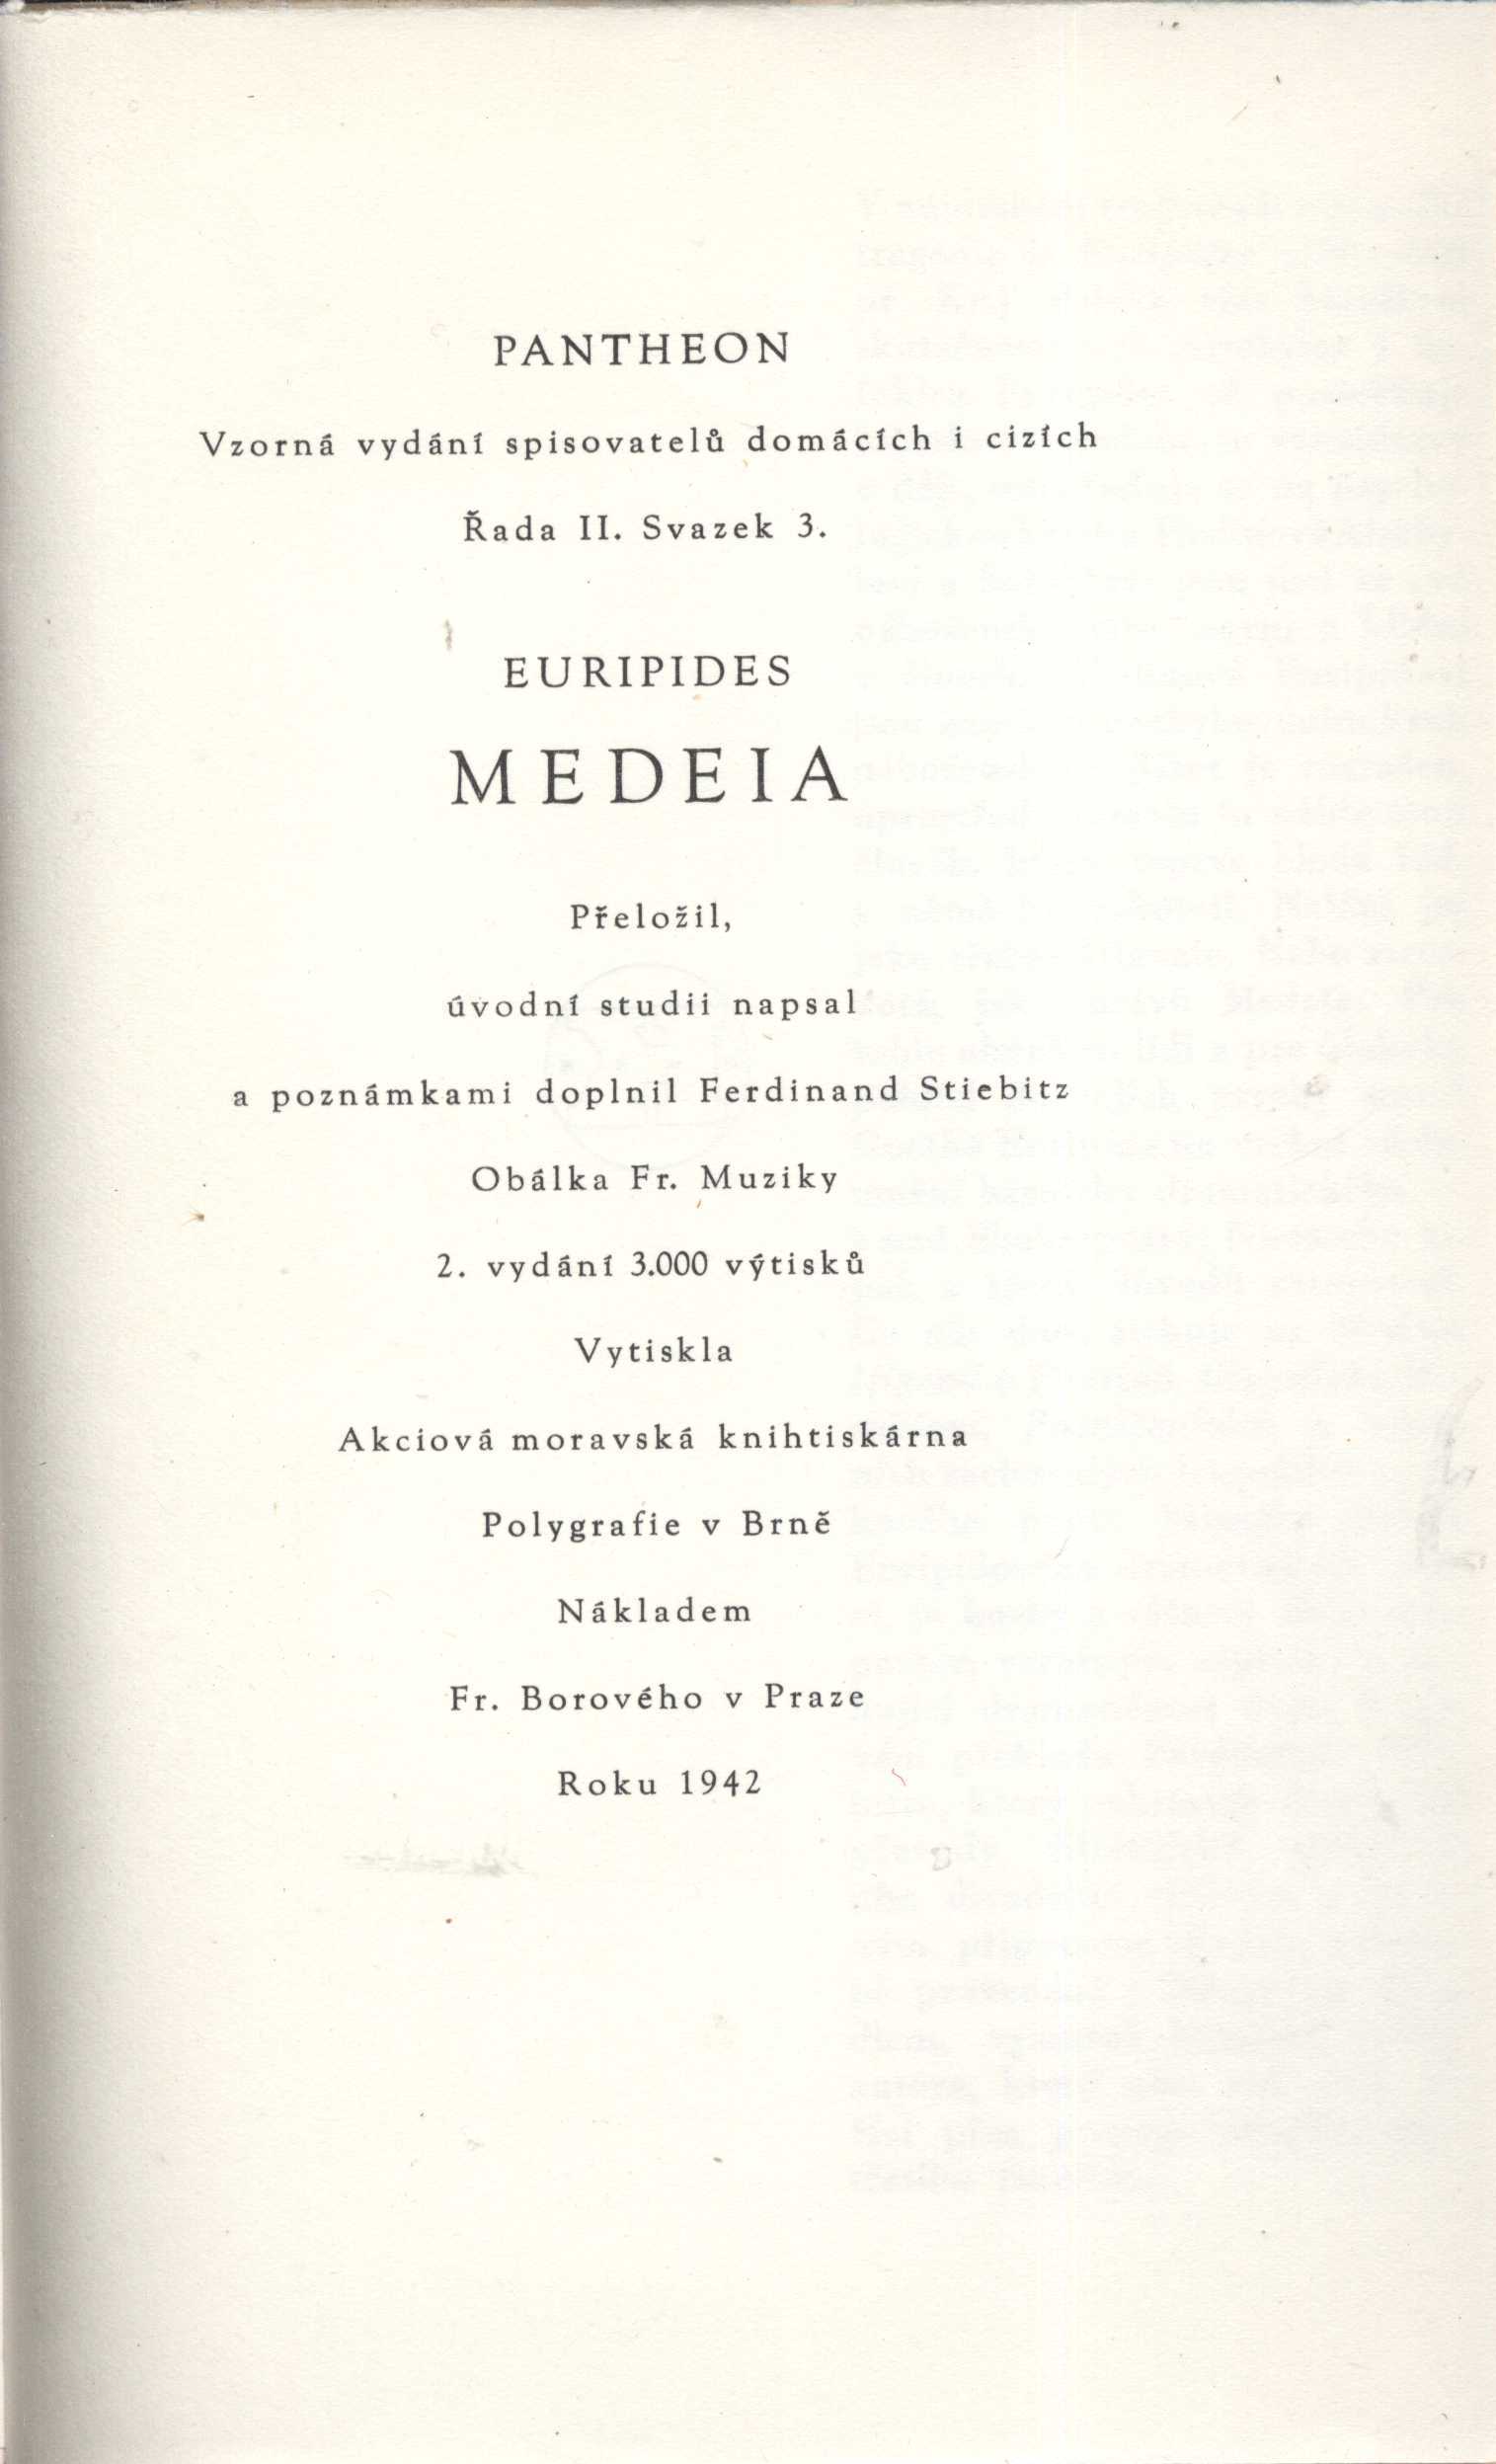 PANTHEON
Vzorná vydání spisovatelů domácích i cizích
Řada II. Svazek 3.
EURIPIDES
MEDEIA
Přeložil,
úvodní studii napsal
a poznámkami doplnil Ferdinand Stiebitz
Obálka Fr. Muziky
2. vydání 3.000 výtisků
Vytiskla
Akciová moravská knihtiskárna
Polygrafie v Brně
Nákladem
Fr. Borového v Praze
Roku 1942